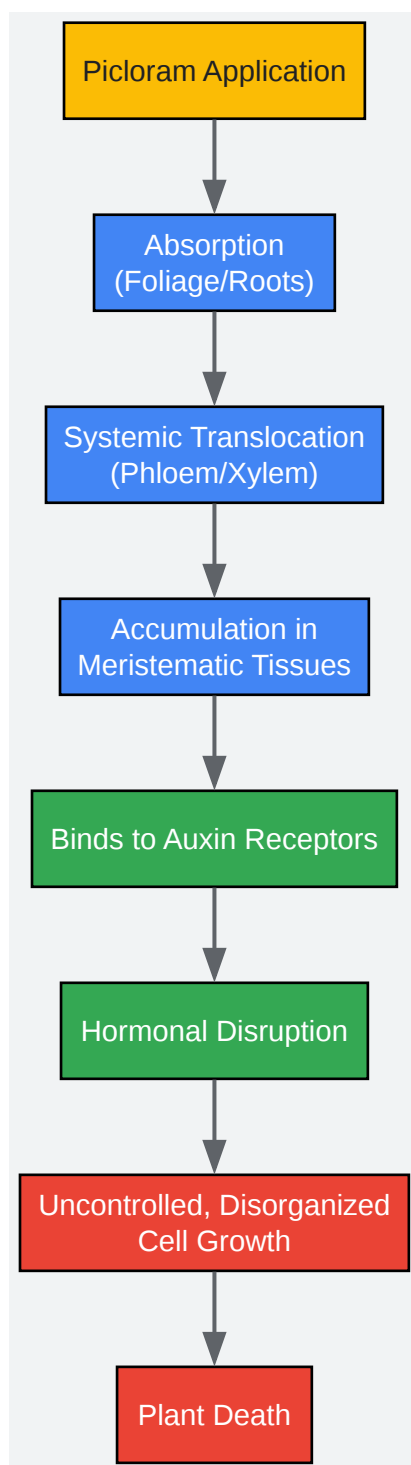 Picloram Application
Absorption
(Foliage/Roots)
Systemic Translocation
(Phloem/Xylem)
Accumulation in
Meristematic Tissues
Binds to Auxin Receptors
Hormonal Disruption
Uncontrolled, Disorganized
Cell Growth
Plant Death